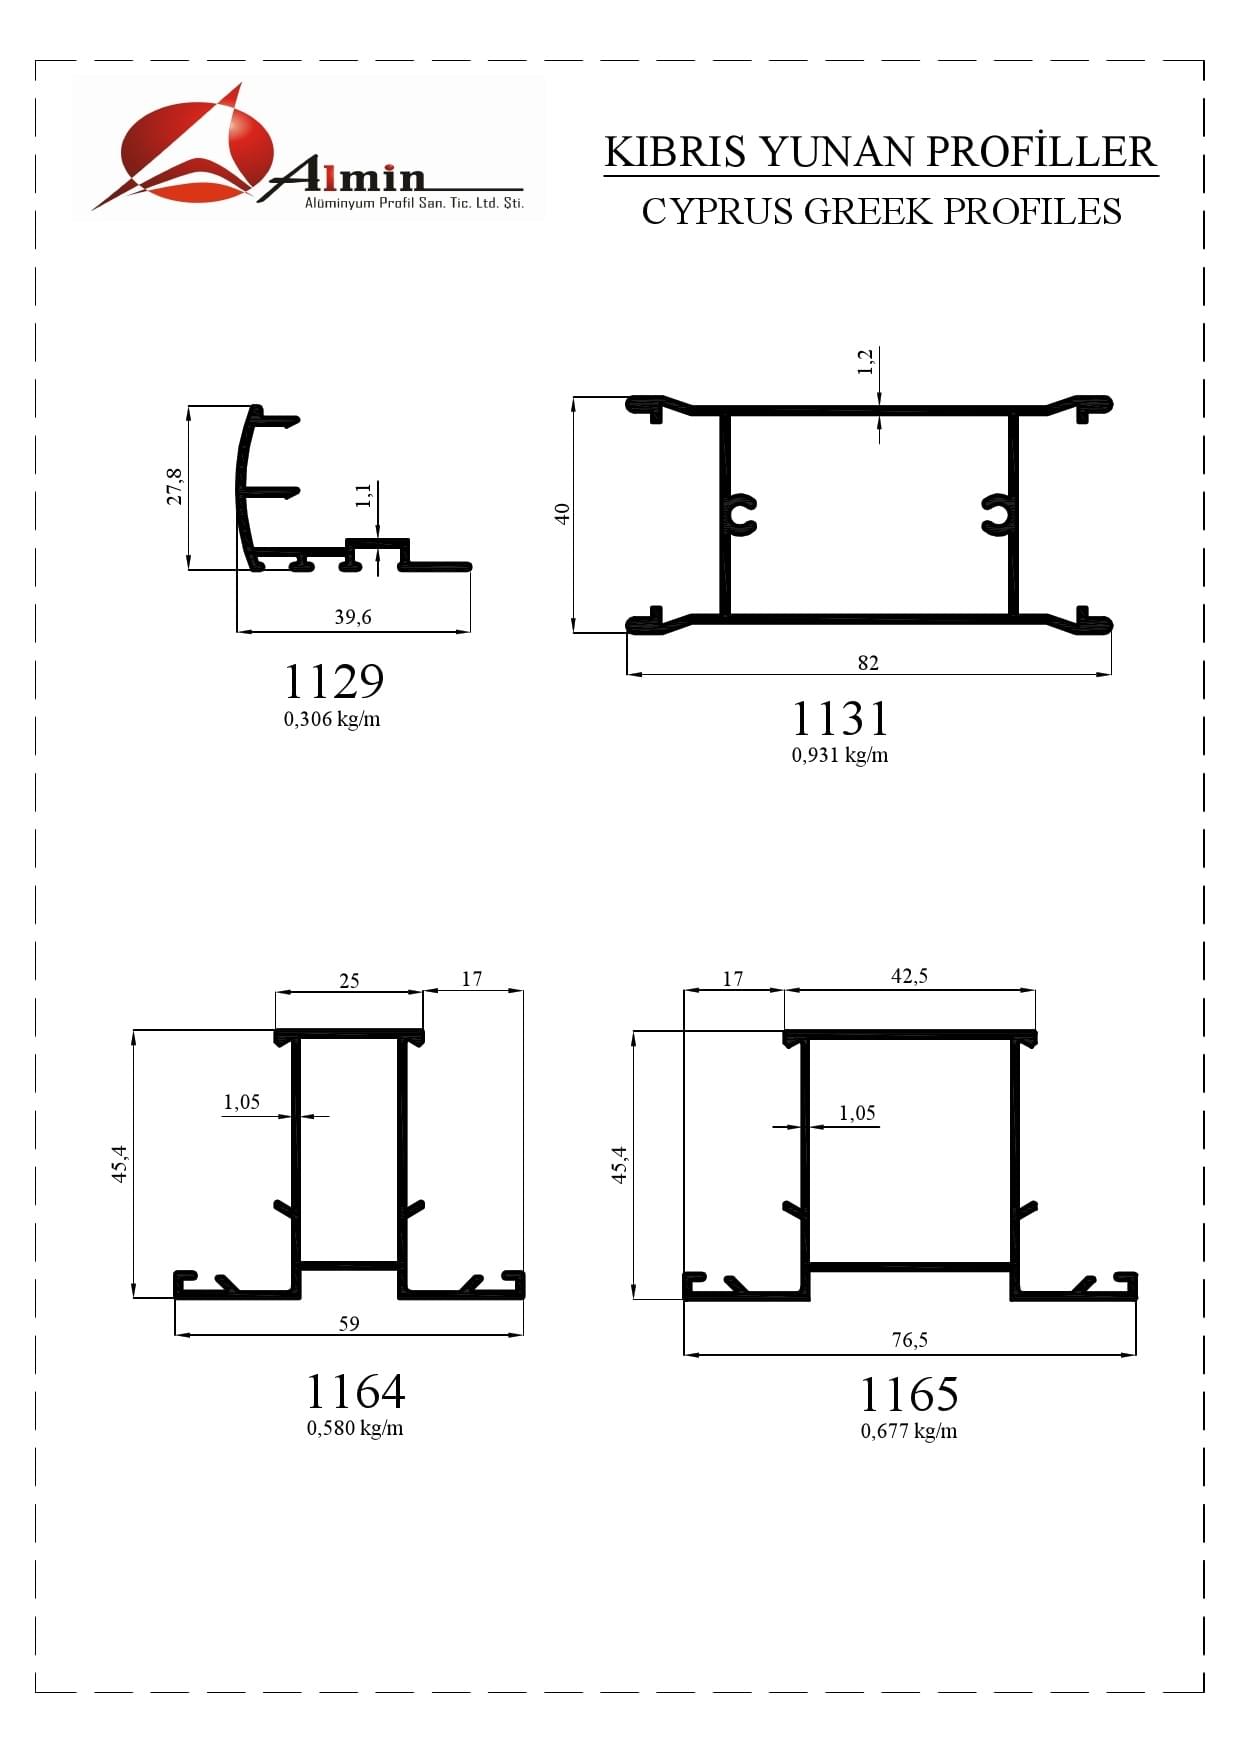 Almin
Alüminyum Profil San. Tic. Ltd. Şti.
KIBRIS YUNAN PROFİLLER
CYPRUS GREEK PROFILES
27,8
1,1
39,6
1129
0,306 kg/m
1,2
40
82
1131
0,931 kg/m
25
17
1,05
45,4
59
1164
0,580 kg/m
17
42,5
1,05
45,4
76,5
1165
0,677 kg/m